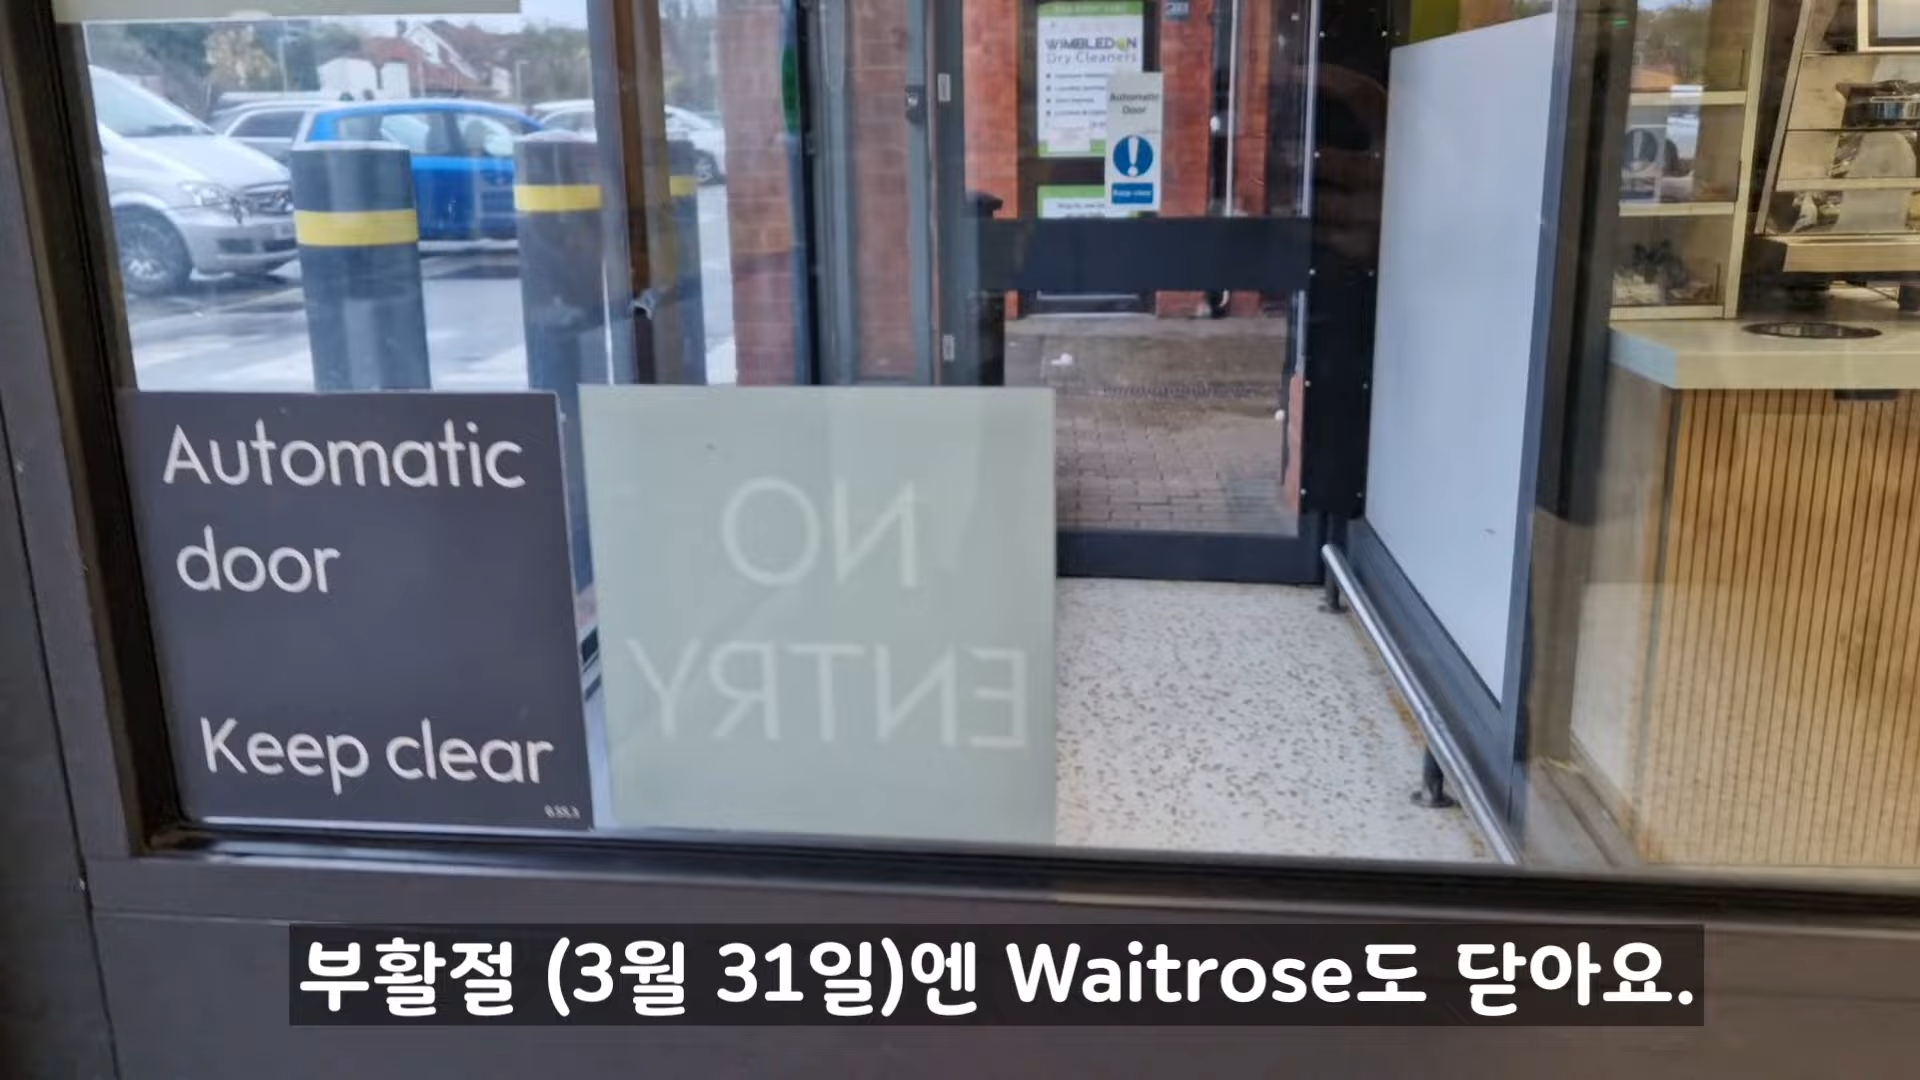 WIMBLEDON
Dry Cleaners
Automatic
Door
Keep clear
Automatic
door
Keep clear
NO
ENTRY
부활절 (3월 31일)엔 Waitrose도 닫아요.